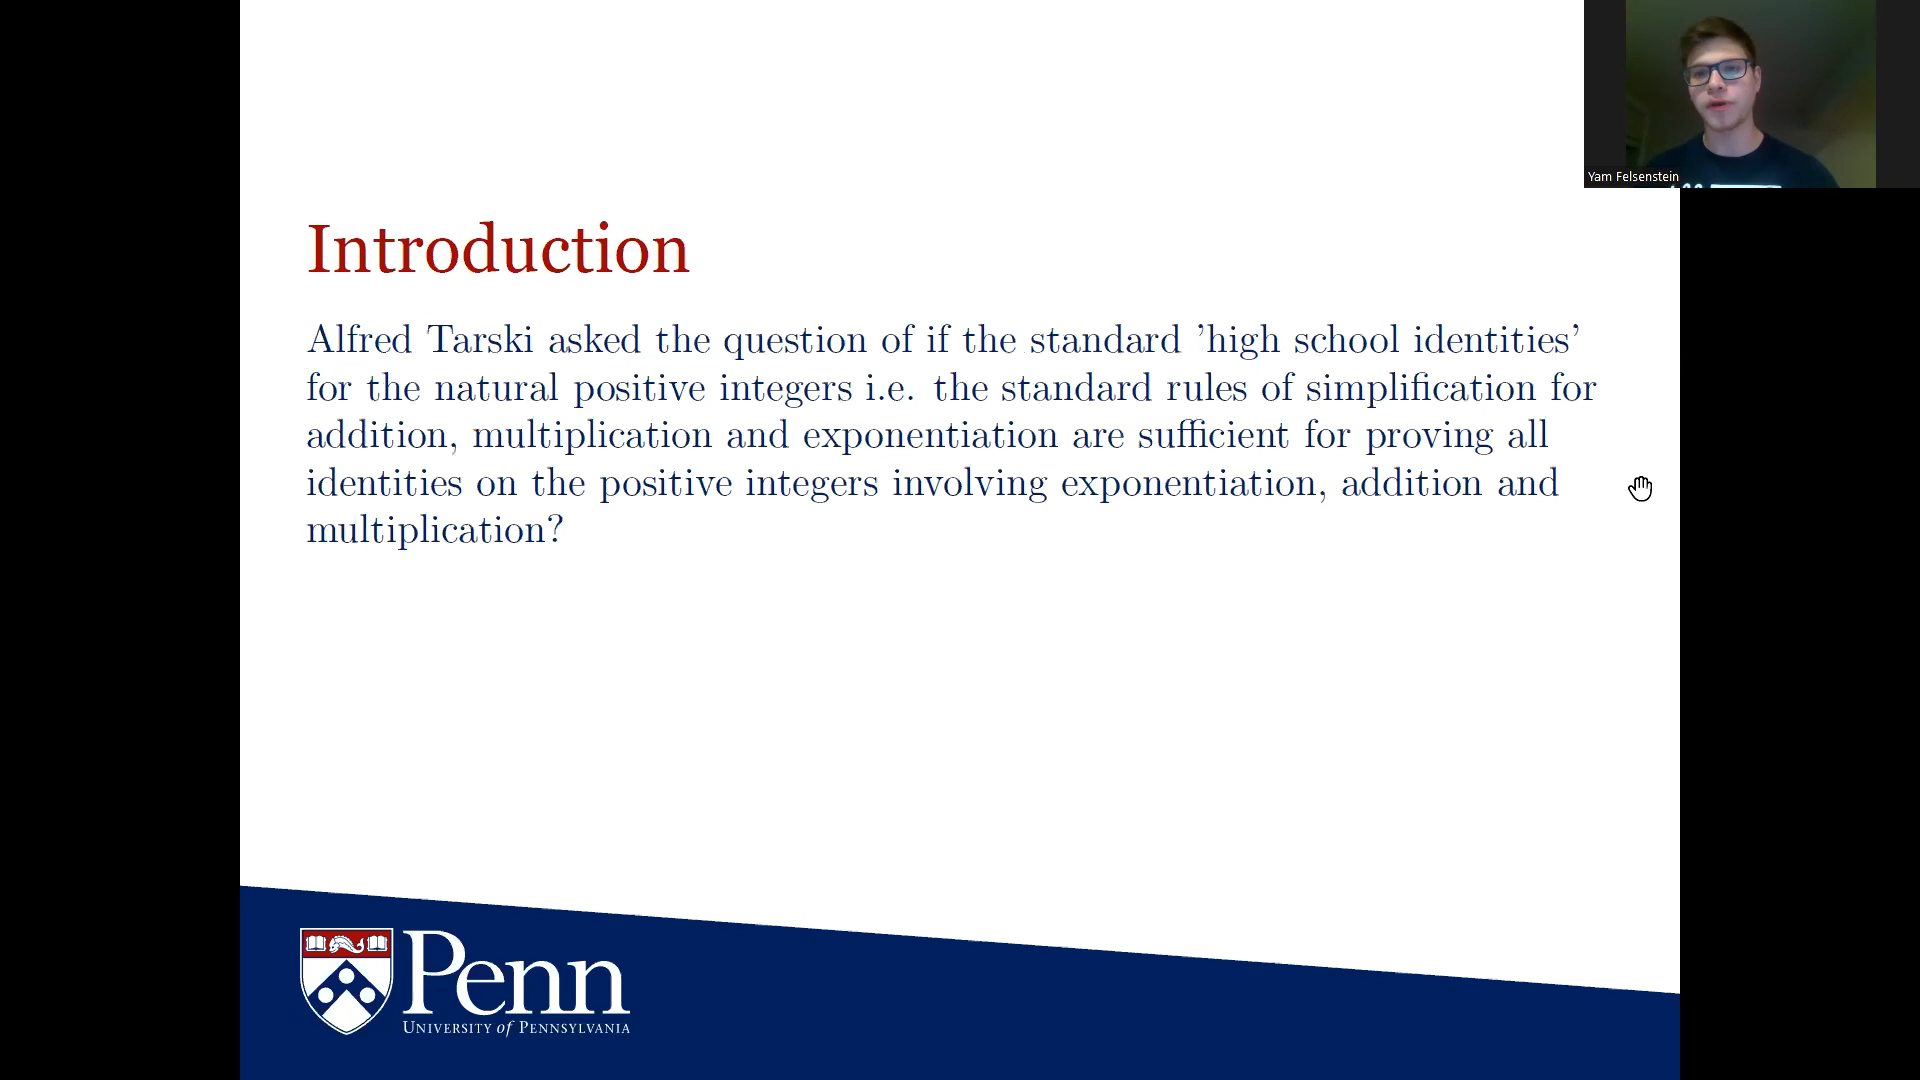 Yam Felsenstein
Introduction
Alfred Tarski asked the question of if the standard 'high school identities'
for the natural positive integers i.e. the standard rules of simplification for
addition, multiplication and exponentiation are sufficient for proving all
identities on the positive integers involving exponentiation, addition and
multiplication?
Penn
UNIVERSITY of PENNSYLVANIA